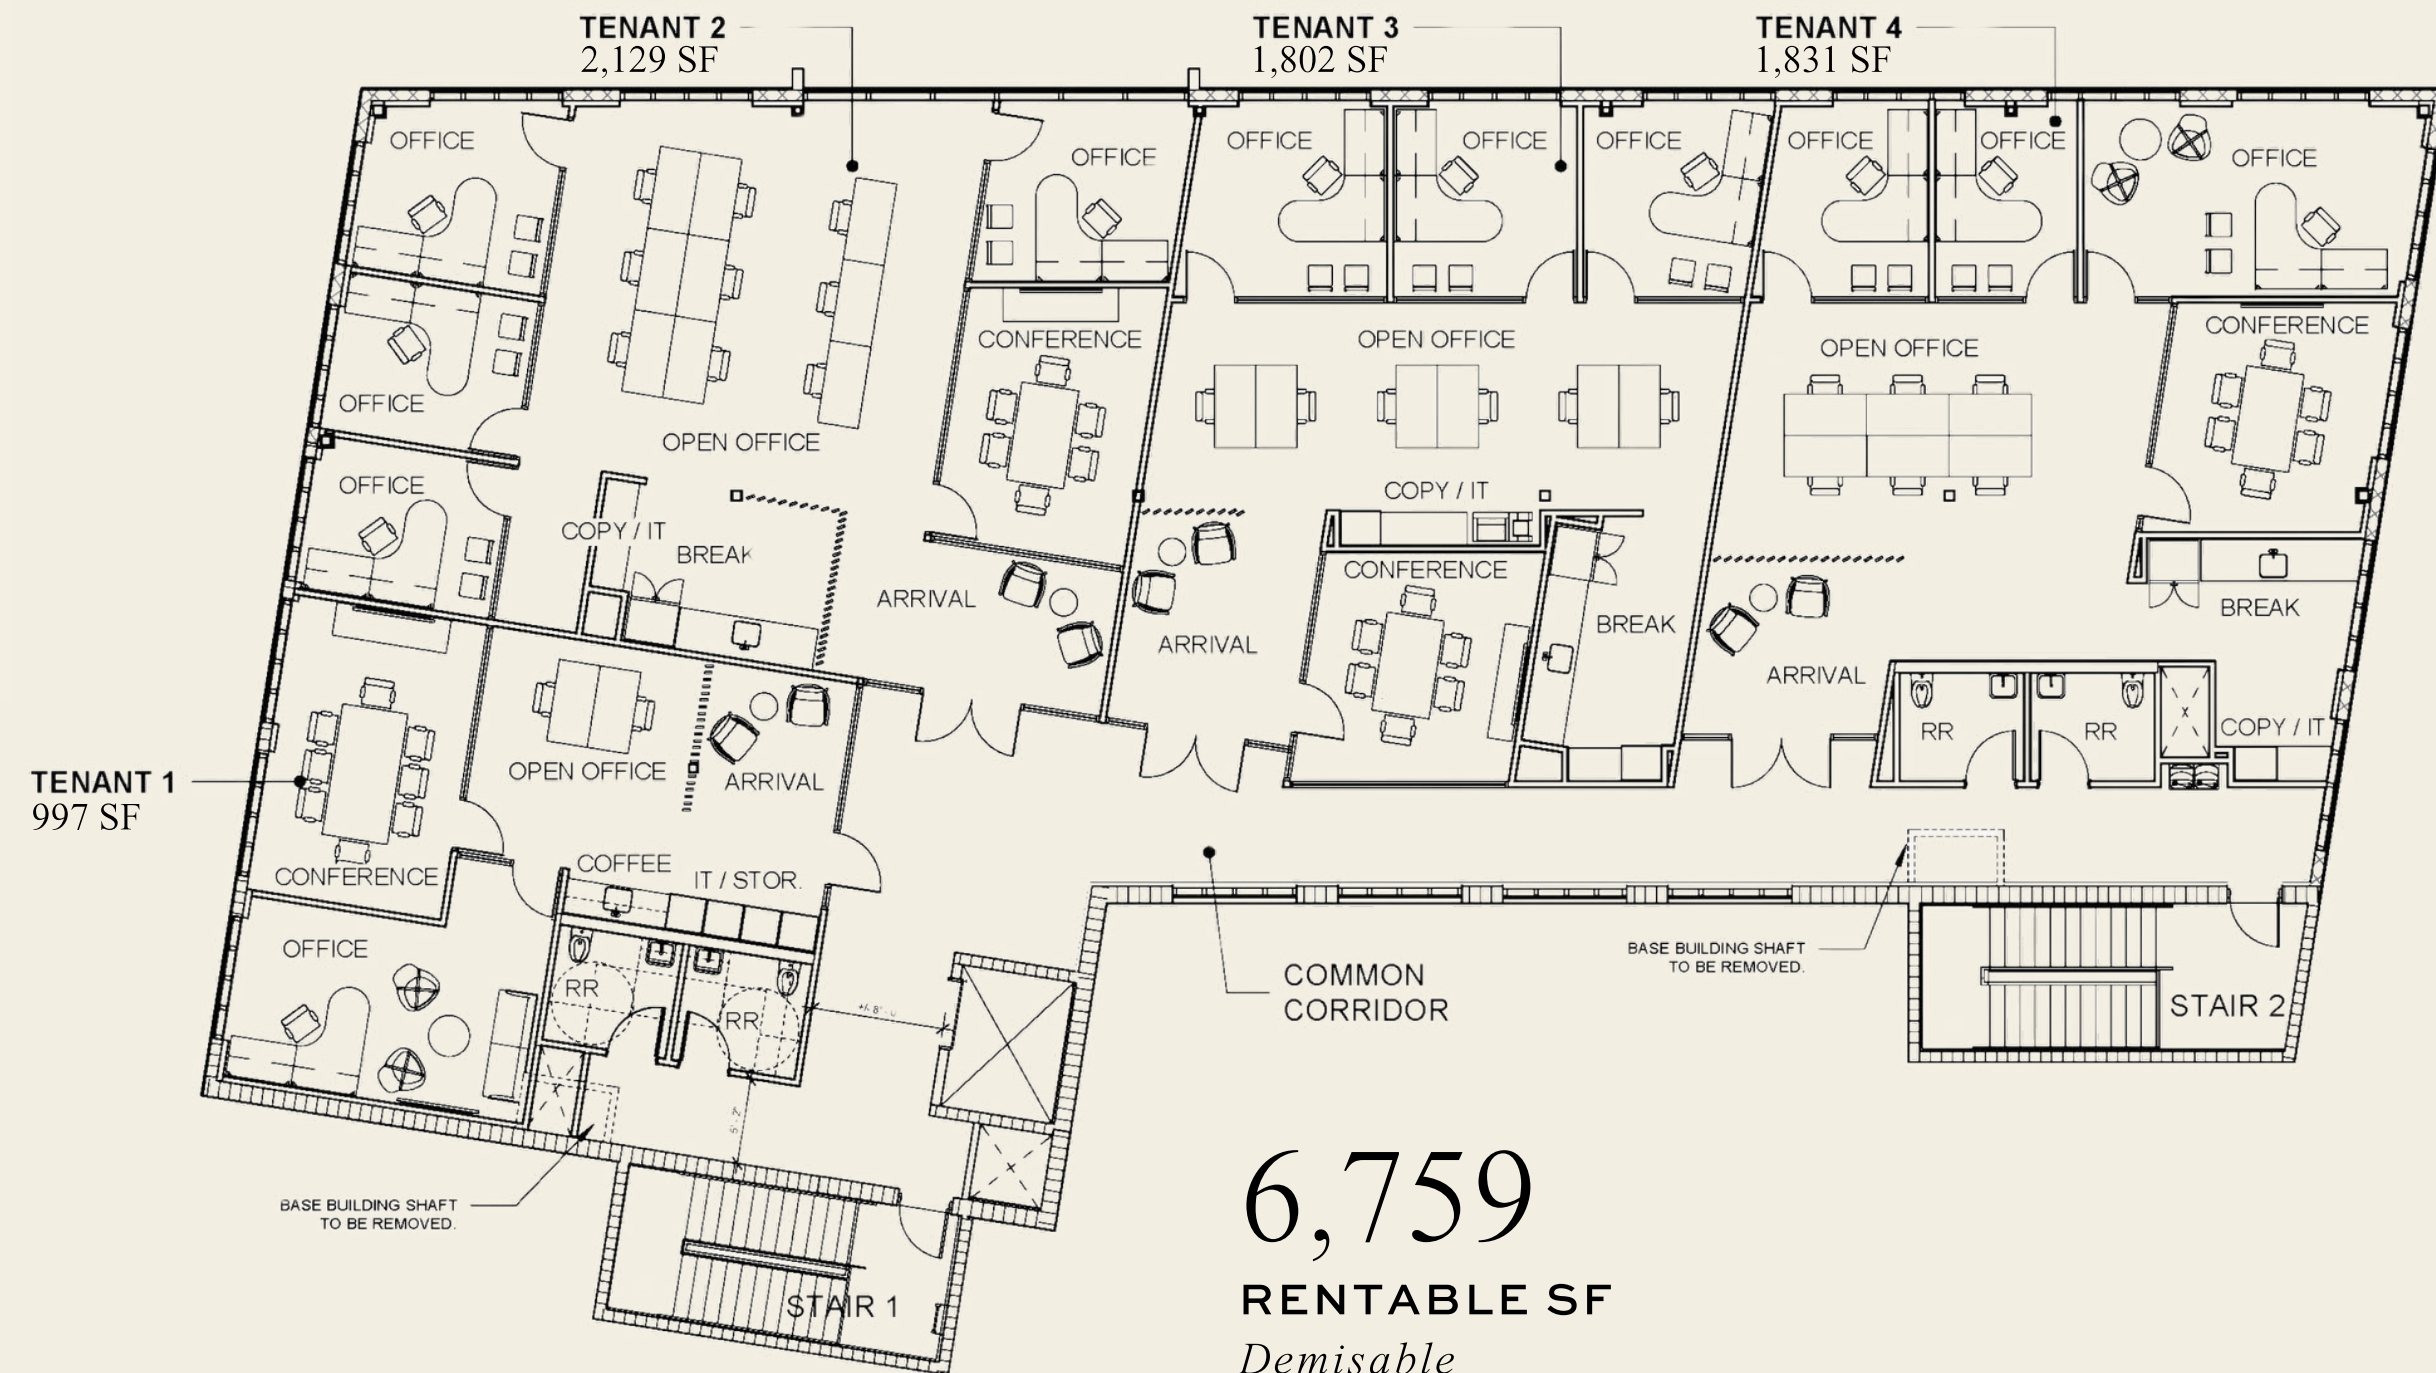 TENANT 2
2,129 SF
TENANT 3
1,802 SF
TENANT 4
1,831 SF
OFFICE
OFFICE
OFFICE
OFFICE
OFFICE
OFFICE
OFFICE
OFFICE
CONFERENCE
OPEN OFFICE
OPEN OFFICE
CONFERENCE
OFFICE
OPEN OFFICE
OFFICE
COPY / IT
COPY / IT
BREAK
ARRIVAL
ARRIVAL
CONFERENCE
BREAK
ARRIVAL
BREAK
RR
RR
COPY / IT
TENANT 1
997 SF
OPEN OFFICE
ARRIVAL
CONFERENCE
COFFEE
IT / STOR.
OFFICE
RR
RR
COMMON
CORRIDOR
BASE BUILDING SHAFT
TO BE REMOVED.
STAIR 2
BASE BUILDING SHAFT
TO BE REMOVED.
STAIR 1
6,759
RENTABLE SF
Demisable